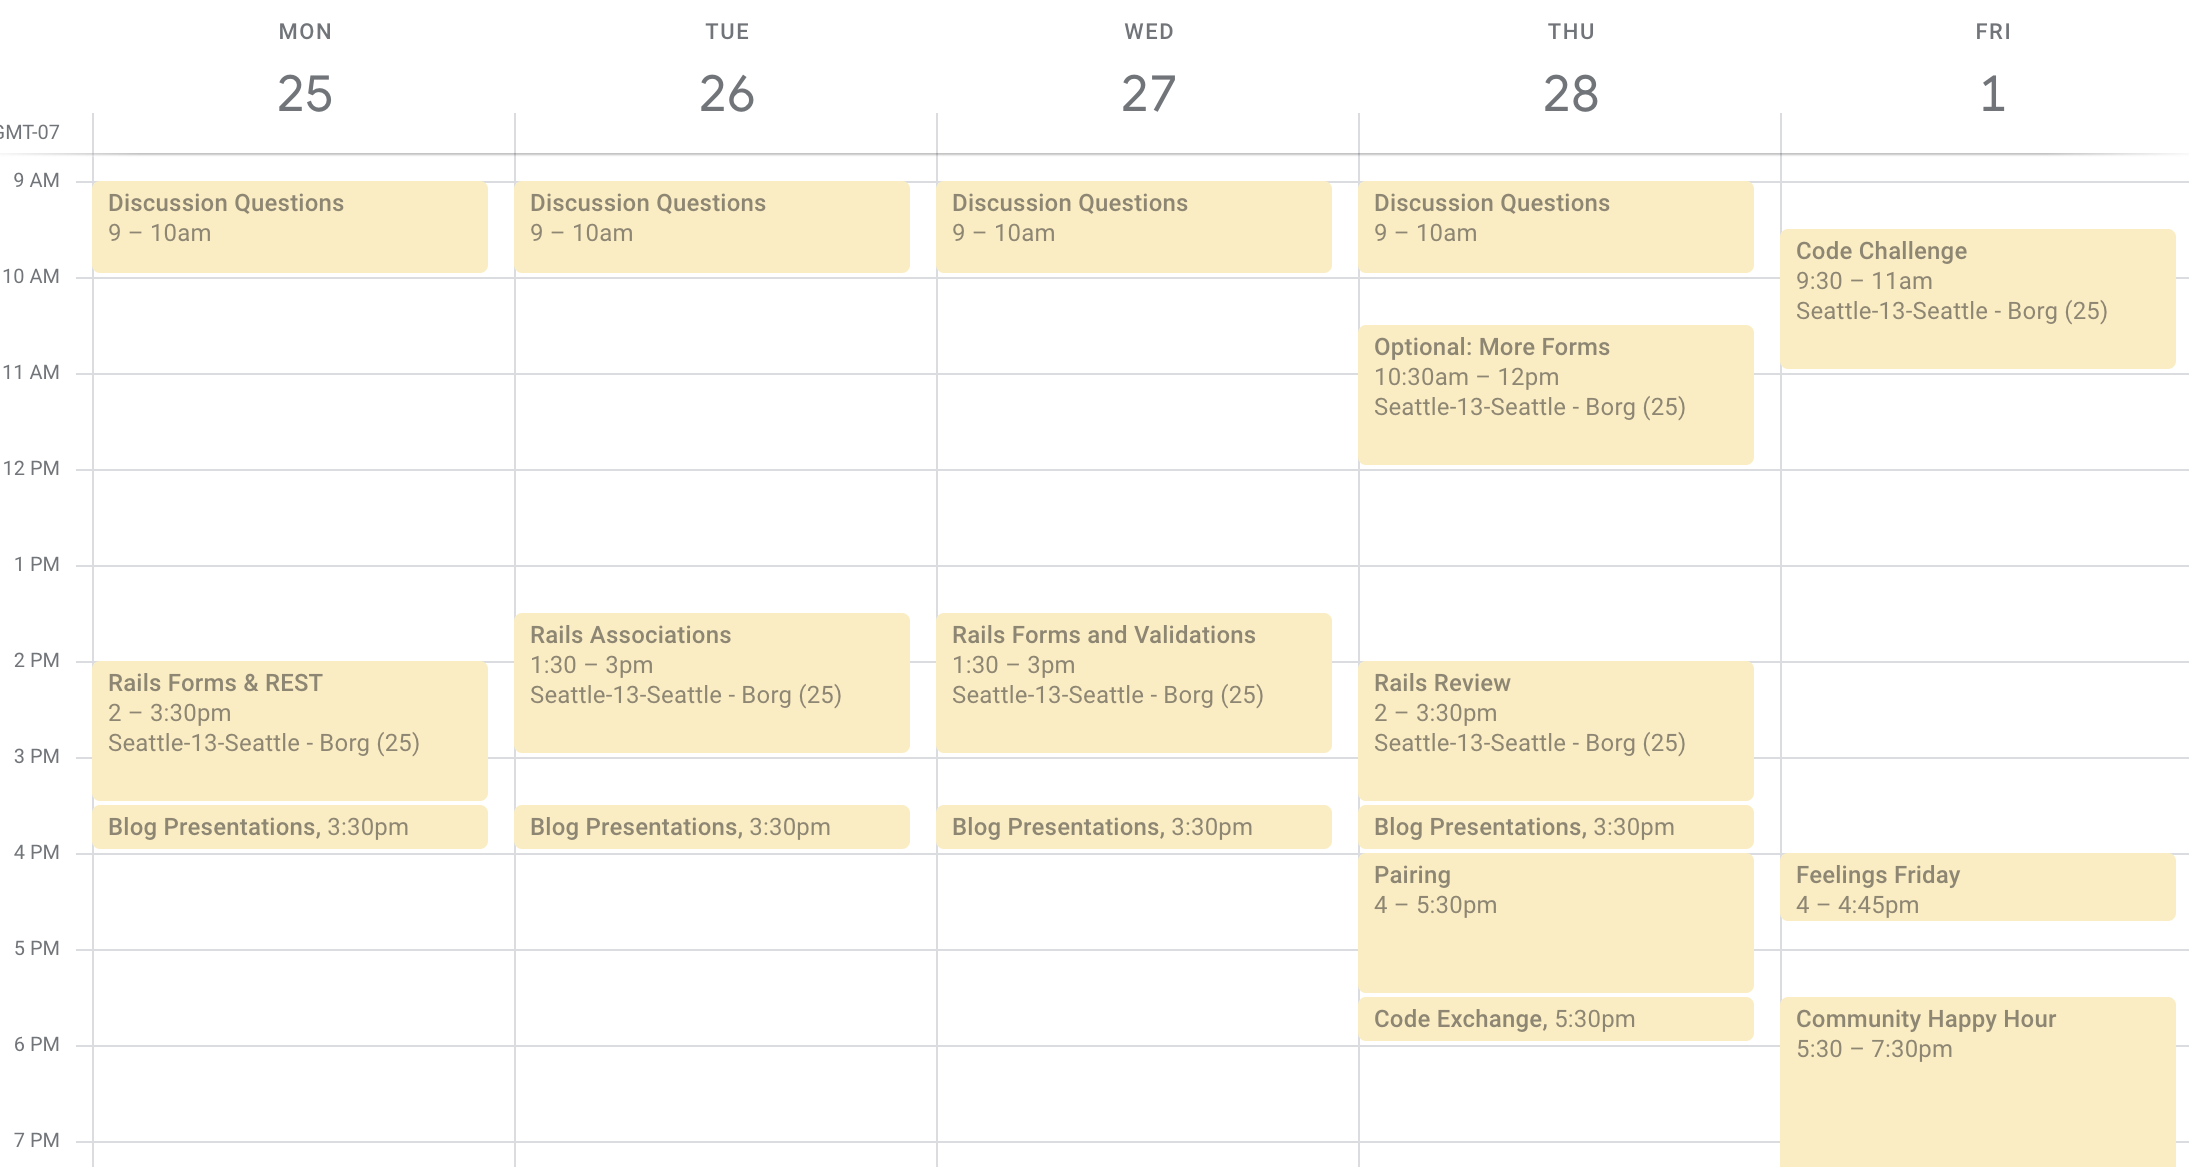 MON
TUE
WED
THU
FRI
25
26
27
28
1
GMT-07
9 AM
10 AM
11 AM
12 PM
1 PM
2 PM
3 PM
4 PM
5 PM
6 PM
7 PM
Discussion Questions
9 – 10am
Rails Forms & REST
2 – 3:30pm
Seattle-13-Seattle - Borg (25)
Blog Presentations, 3:30pm
Discussion Questions
9 – 10am
Rails Associations
1:30 – 3pm
Seattle-13-Seattle - Borg (25)
Blog Presentations, 3:30pm
Discussion Questions
9 – 10am
Rails Forms and Validations
1:30 – 3pm
Seattle-13-Seattle - Borg (25)
Blog Presentations, 3:30pm
Discussion Questions
9 – 10am
Optional: More Forms
10:30am – 12pm
Seattle-13-Seattle - Borg (25)
Rails Review
2 – 3:30pm
Seattle-13-Seattle - Borg (25)
Blog Presentations, 3:30pm
Pairing
4 – 5:30pm
Code Exchange, 5:30pm
Code Challenge
9:30 – 11am
Seattle-13-Seattle - Borg (25)
Feelings Friday
4 – 4:45pm
Community Happy Hour
5:30 – 7:30pm